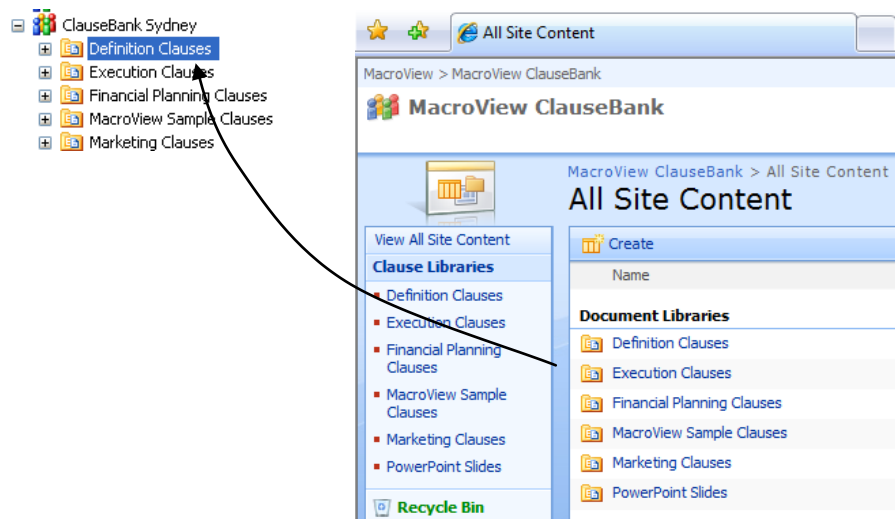 ClauseBank Sydney
Definition Clauses
Execution Clauses
Financial Planning Clauses
MacroView Sample Clauses
Marketing Clauses
All Site Content
MacroView > MacroView ClauseBank
MacroView ClauseBank
MacroView ClauseBank > All Site Content
All Site Content
View All Site Content
Clause Libraries
Definition Clauses
Execution Clauses
Financial Planning
Clauses
MacroView Sample
Clauses
Marketing Clauses
PowerPoint Slides
Recycle Bin
Create
Name
Document Libraries
Definition Clauses
Execution Clauses
Financial Planning Clauses
MacroView Sample Clauses
Marketing Clauses
PowerPoint Slides